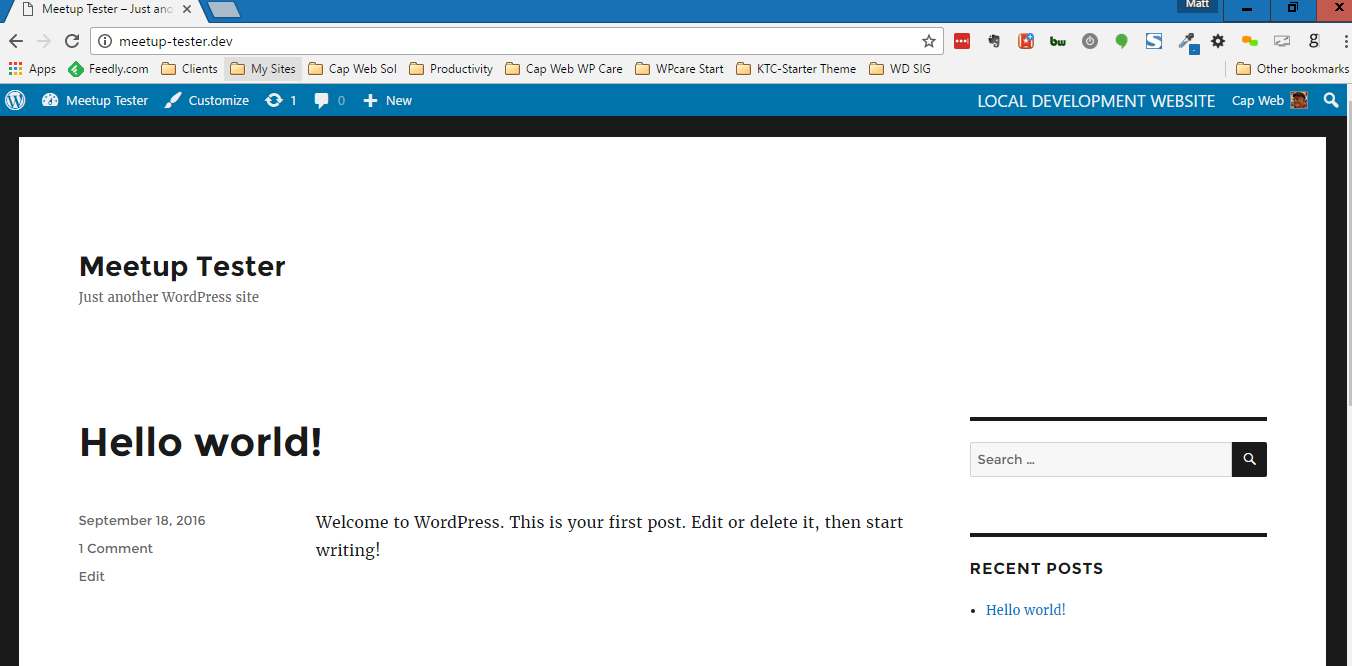 Meetup Tester – Just ano
Matt
meetup-tester.dev
bw
g
Apps Feedly.com Clients My Sites Cap Web Sol Productivity Cap Web WP Care WPcare Start KTC-Starter Theme WD SIG Other bookmarks
Meetup Tester Customize 1 0 New LOCAL DEVELOPMENT WEBSITE Cap Web
Meetup Tester
Just another WordPress site
Hello world!
Search ...
September 18, 2016
1 Comment
Edit
Welcome to WordPress. This is your first post. Edit or delete it, then start
writing!
RECENT POSTS
Hello world!